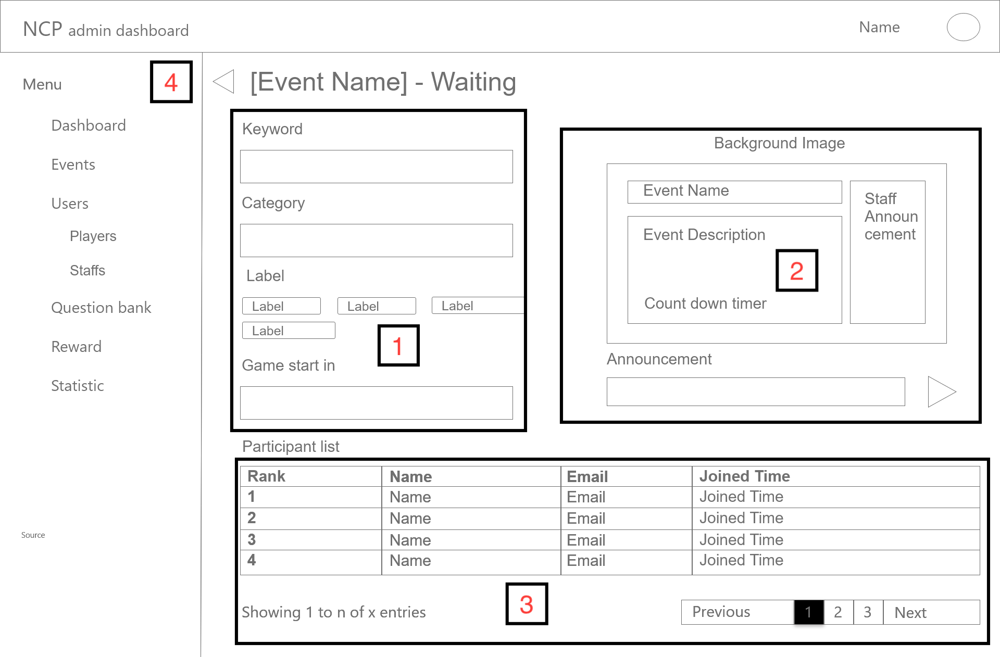 NCP admin dashboard
Name
Menu
4
Dashboard
Events
Users
Players
Staffs
Question bank
Reward
Statistic
Source
[Event Name] - Waiting
Keyword
Category
Label
Label Label Label
Label
1
Game start in
Background Image
Event Name
Event Description
2
Count down timer
Staff
Announ
cement
Announcement
Participant list
Rank Name Email Joined Time
1 Name Email Joined Time
2 Name Email Joined Time
3 Name Email Joined Time
4 Name Email Joined Time
3
Showing 1 to n of x entries
Previous 1 2 3 Next